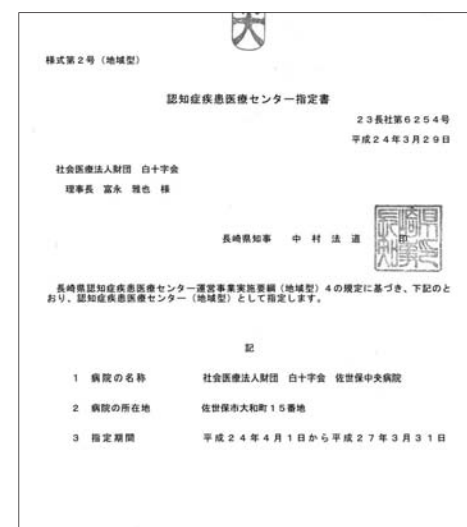 様式第２号（地域型）
認知症疾患医療センター指定書
２３長社第６２５４号
平成２４年３月２９日
社会医療法人財団　白十字会
理事長　富永　雅也　様
長崎県知事　中　村　法　道　印
長崎県認知症疾患医療センター運営事業実施要綱（地域型）４の規定に基づき、下記のと
おり、認知症疾患医療センター（地域型）として指定します。
記
１　病院の名称　社会医療法人財団　白十字会　佐世保中央病院
２　病院の所在地　佐世保市大和町１５番地
３　指定期間　平成２４年４月１日から平成２７年３月３１日